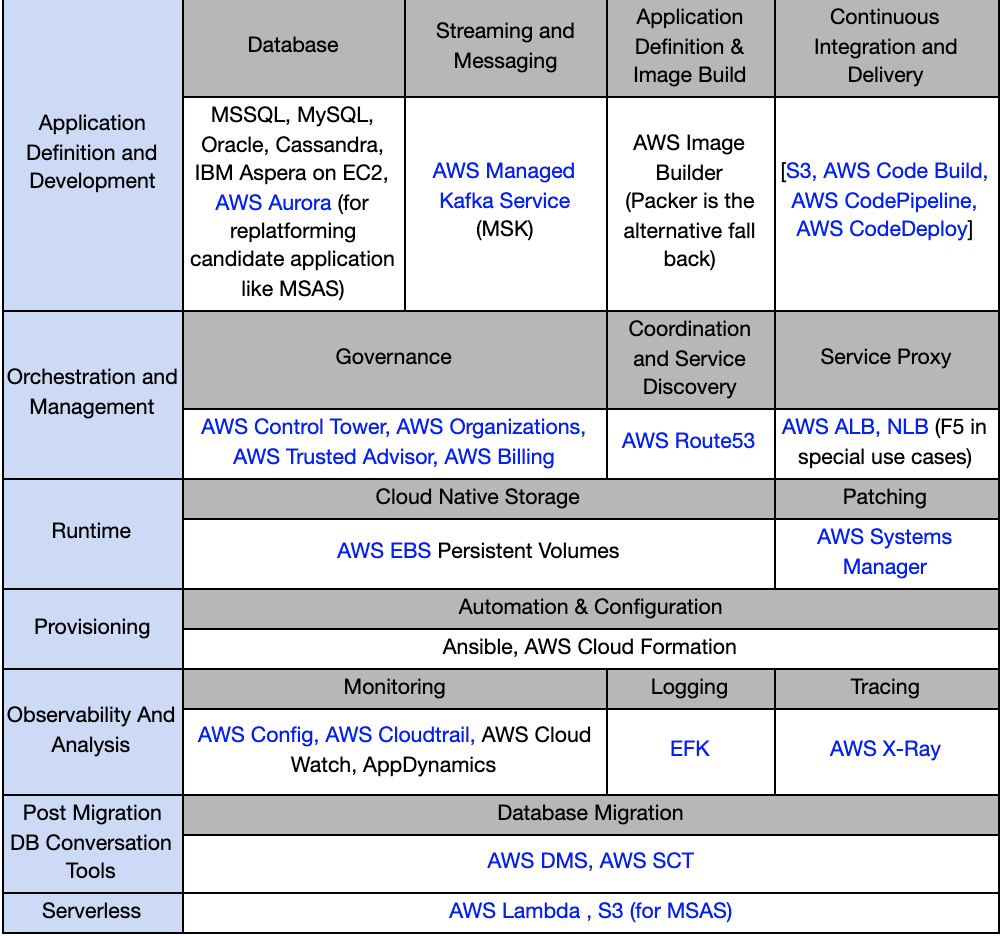 Application
Definition and
Development
Database
Streaming and
Messaging
Application
Definition &
Image Build
Continuous
Integration and
Delivery
MSSQL, MySQL,
Oracle, Cassandra,
IBM Aspera on EC2,
AWS Aurora (for
replatforming
candidate application
like MSAS)
AWS Managed
Kafka Service
(MSK)
AWS Image
Builder
(Packer is the
alternative fall
back)
[S3, AWS Code Build,
AWS CodePipeline,
AWS CodeDeploy]
Orchestration and
Management
Governance
Coordination
and Service
Discovery
Service Proxy
AWS Control Tower, AWS Organizations,
AWS Trusted Advisor, AWS Billing
AWS Route53
AWS ALB, NLB (F5 in
special use cases)
Runtime
Cloud Native Storage
Patching
AWS EBS Persistent Volumes
AWS Systems
Manager
Provisioning
Automation & Configuration
Ansible, AWS Cloud Formation
Observability And
Analysis
Monitoring
Logging
Tracing
AWS Config, AWS Cloudtrail, AWS Cloud
Watch, AppDynamics
EFK
AWS X-Ray
Post Migration
DB Conversation
Tools
Database Migration
AWS DMS, AWS SCT
Serverless
AWS Lambda , S3 (for MSAS)